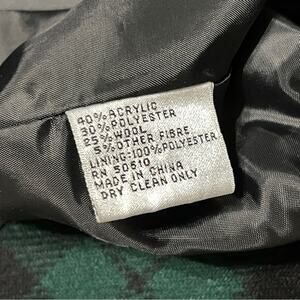 40% ACRYLIC
30% POLYESTER
25% WOOL
5% OTHER FIBRE
LINING-100% POLYESTER
RN 50610
MADE IN CHINA
DRY CLEAN ONLY